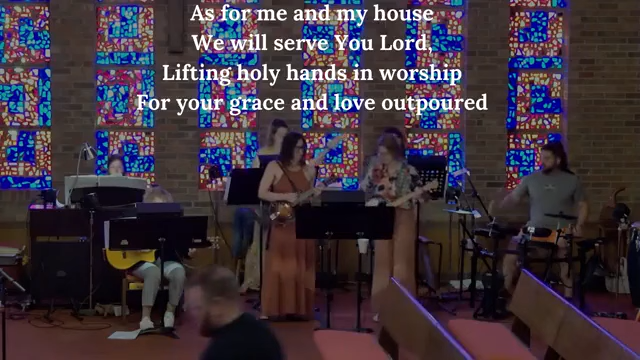 As for me and my house
We will serve You Lord,
Lifting holy hands in worship
For your grace and love outpoured